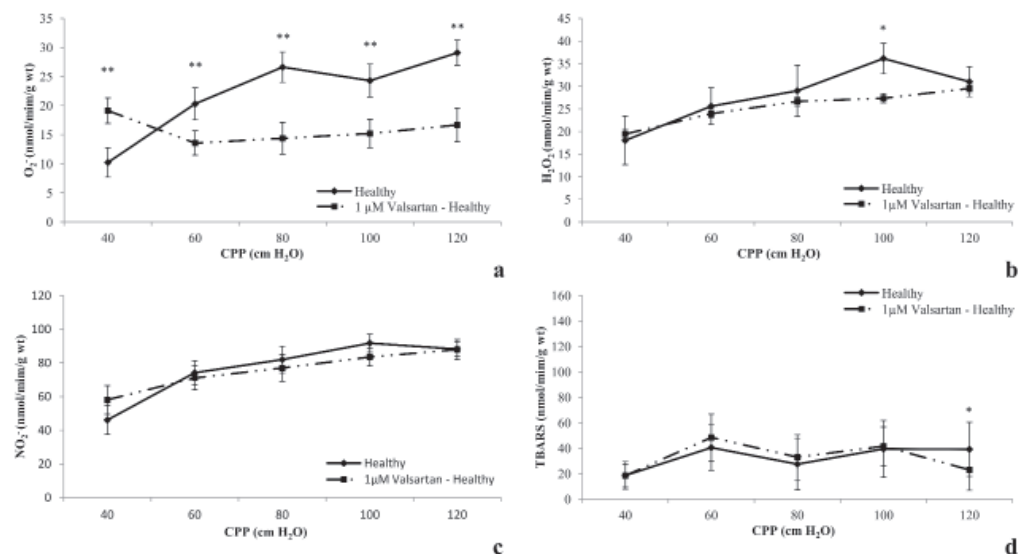 35
30
25
20
15
10
5
0
O₂⁻ (nmol/mim/g wt)
**
**
**
**
**
Healthy
1 µM Valsartan - Healthy
40 60 80 100 120
CPP (cm H₂O)
a
45
40
35
30
25
20
15
10
5
0
H₂O₂ (nmol/mim/g wt)
*
Healthy
1µM Valsartan - Healthy
40 60 80 100 120
CPP (cm H₂O)
b
120
100
80
60
40
20
0
NO₂⁻ (nmol/mim/g wt)
Healthy
1µM Valsartan - Healthy
40 60 80 100 120
CPP (cm H₂O)
c
160
140
120
100
80
60
40
20
0
TBARS (nmol/mim/g wt)
Healthy
1µM Valsartan - Healthy
*
40 60 80 100 120
CPP (cm H₂O)
d